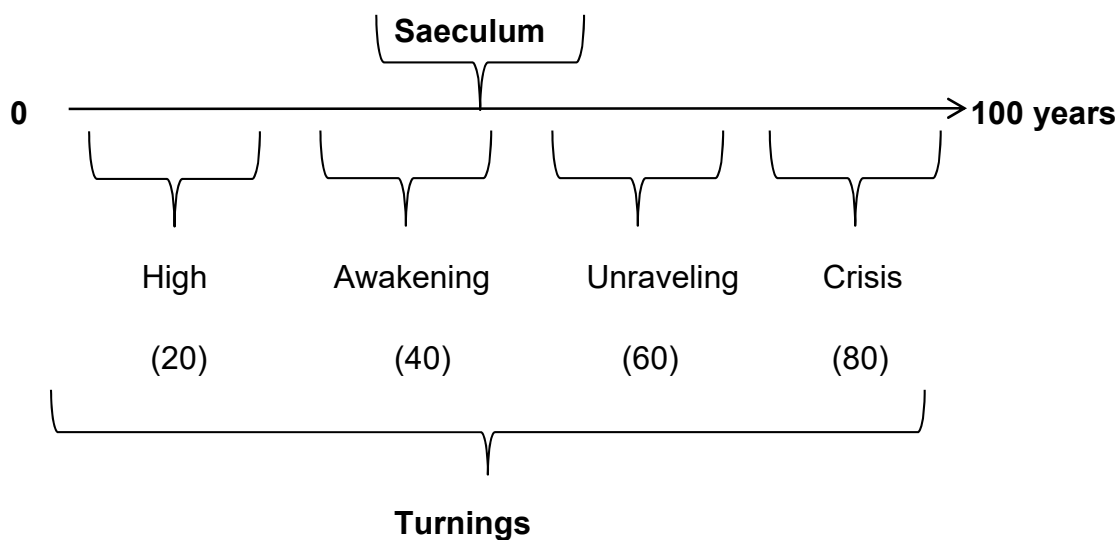 Saeculum
0 100 years
High Awakening Unraveling Crisis
(20) (40) (60) (80)
Turnings